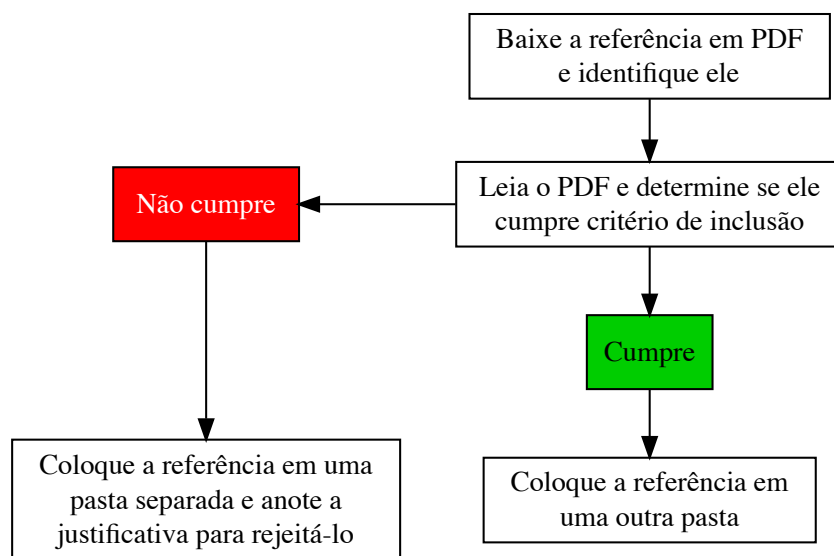 Baixe a referência em PDF
e identifique ele
Leia o PDF e determine se ele
cumpre critério de inclusão
Não cumpre
Cumpre
Coloque a referência em uma
pasta separada e anote a
justificativa para rejeitá-lo
Coloque a referência em
uma outra pasta